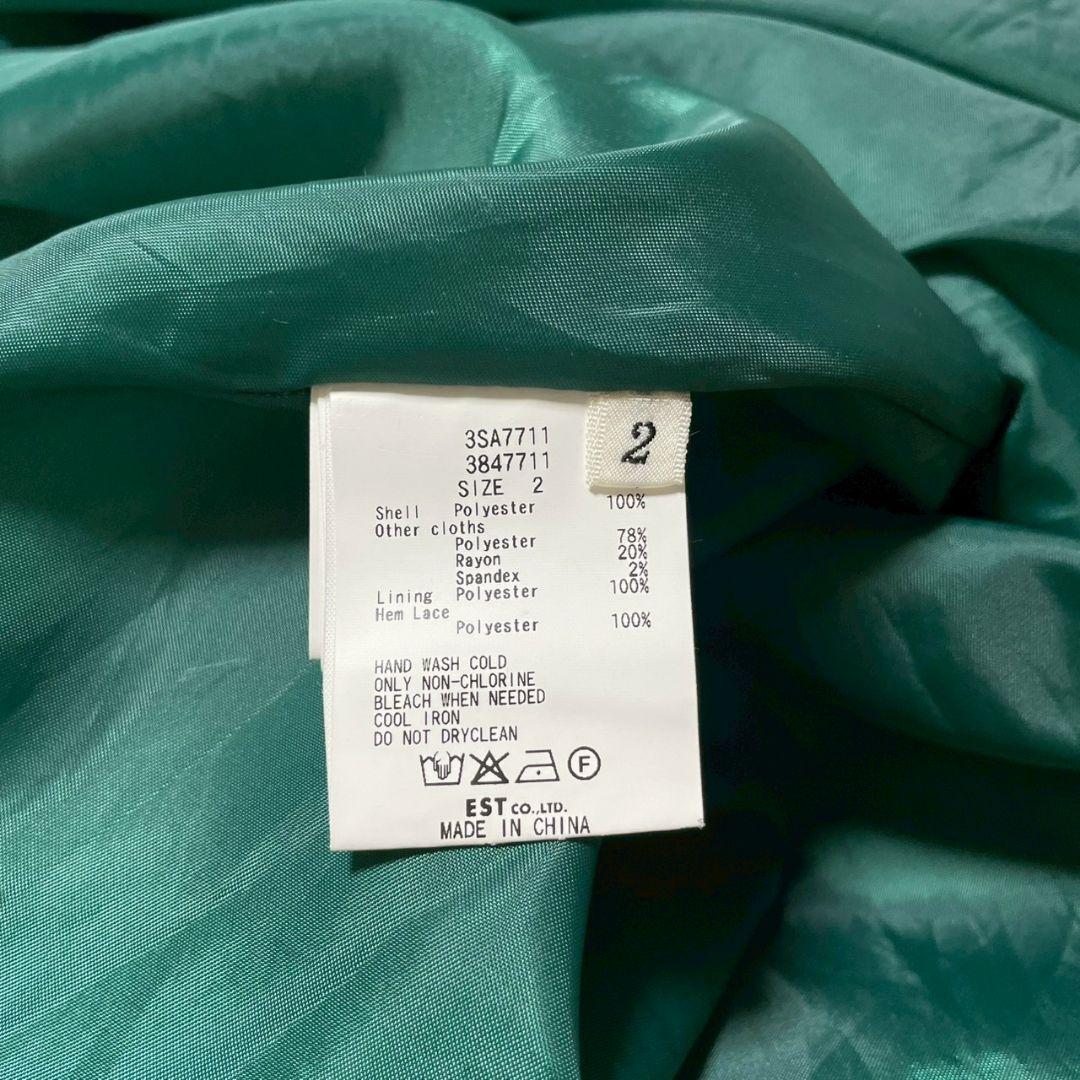 2
3SA7711
3847711
SIZE 2
Shell Polyester 100%
Other cloths
Polyester 78%
Rayon 20%
Spandex 2%
Lining Polyester 100%
Hem Lace
Polyester 100%
HAND WASH COLD
ONLY NON-CHLORINE
BLEACH WHEN NEEDED
COOL IRON
DO NOT DRYCLEAN
F
EST CO.,LTD.
MADE IN CHINA